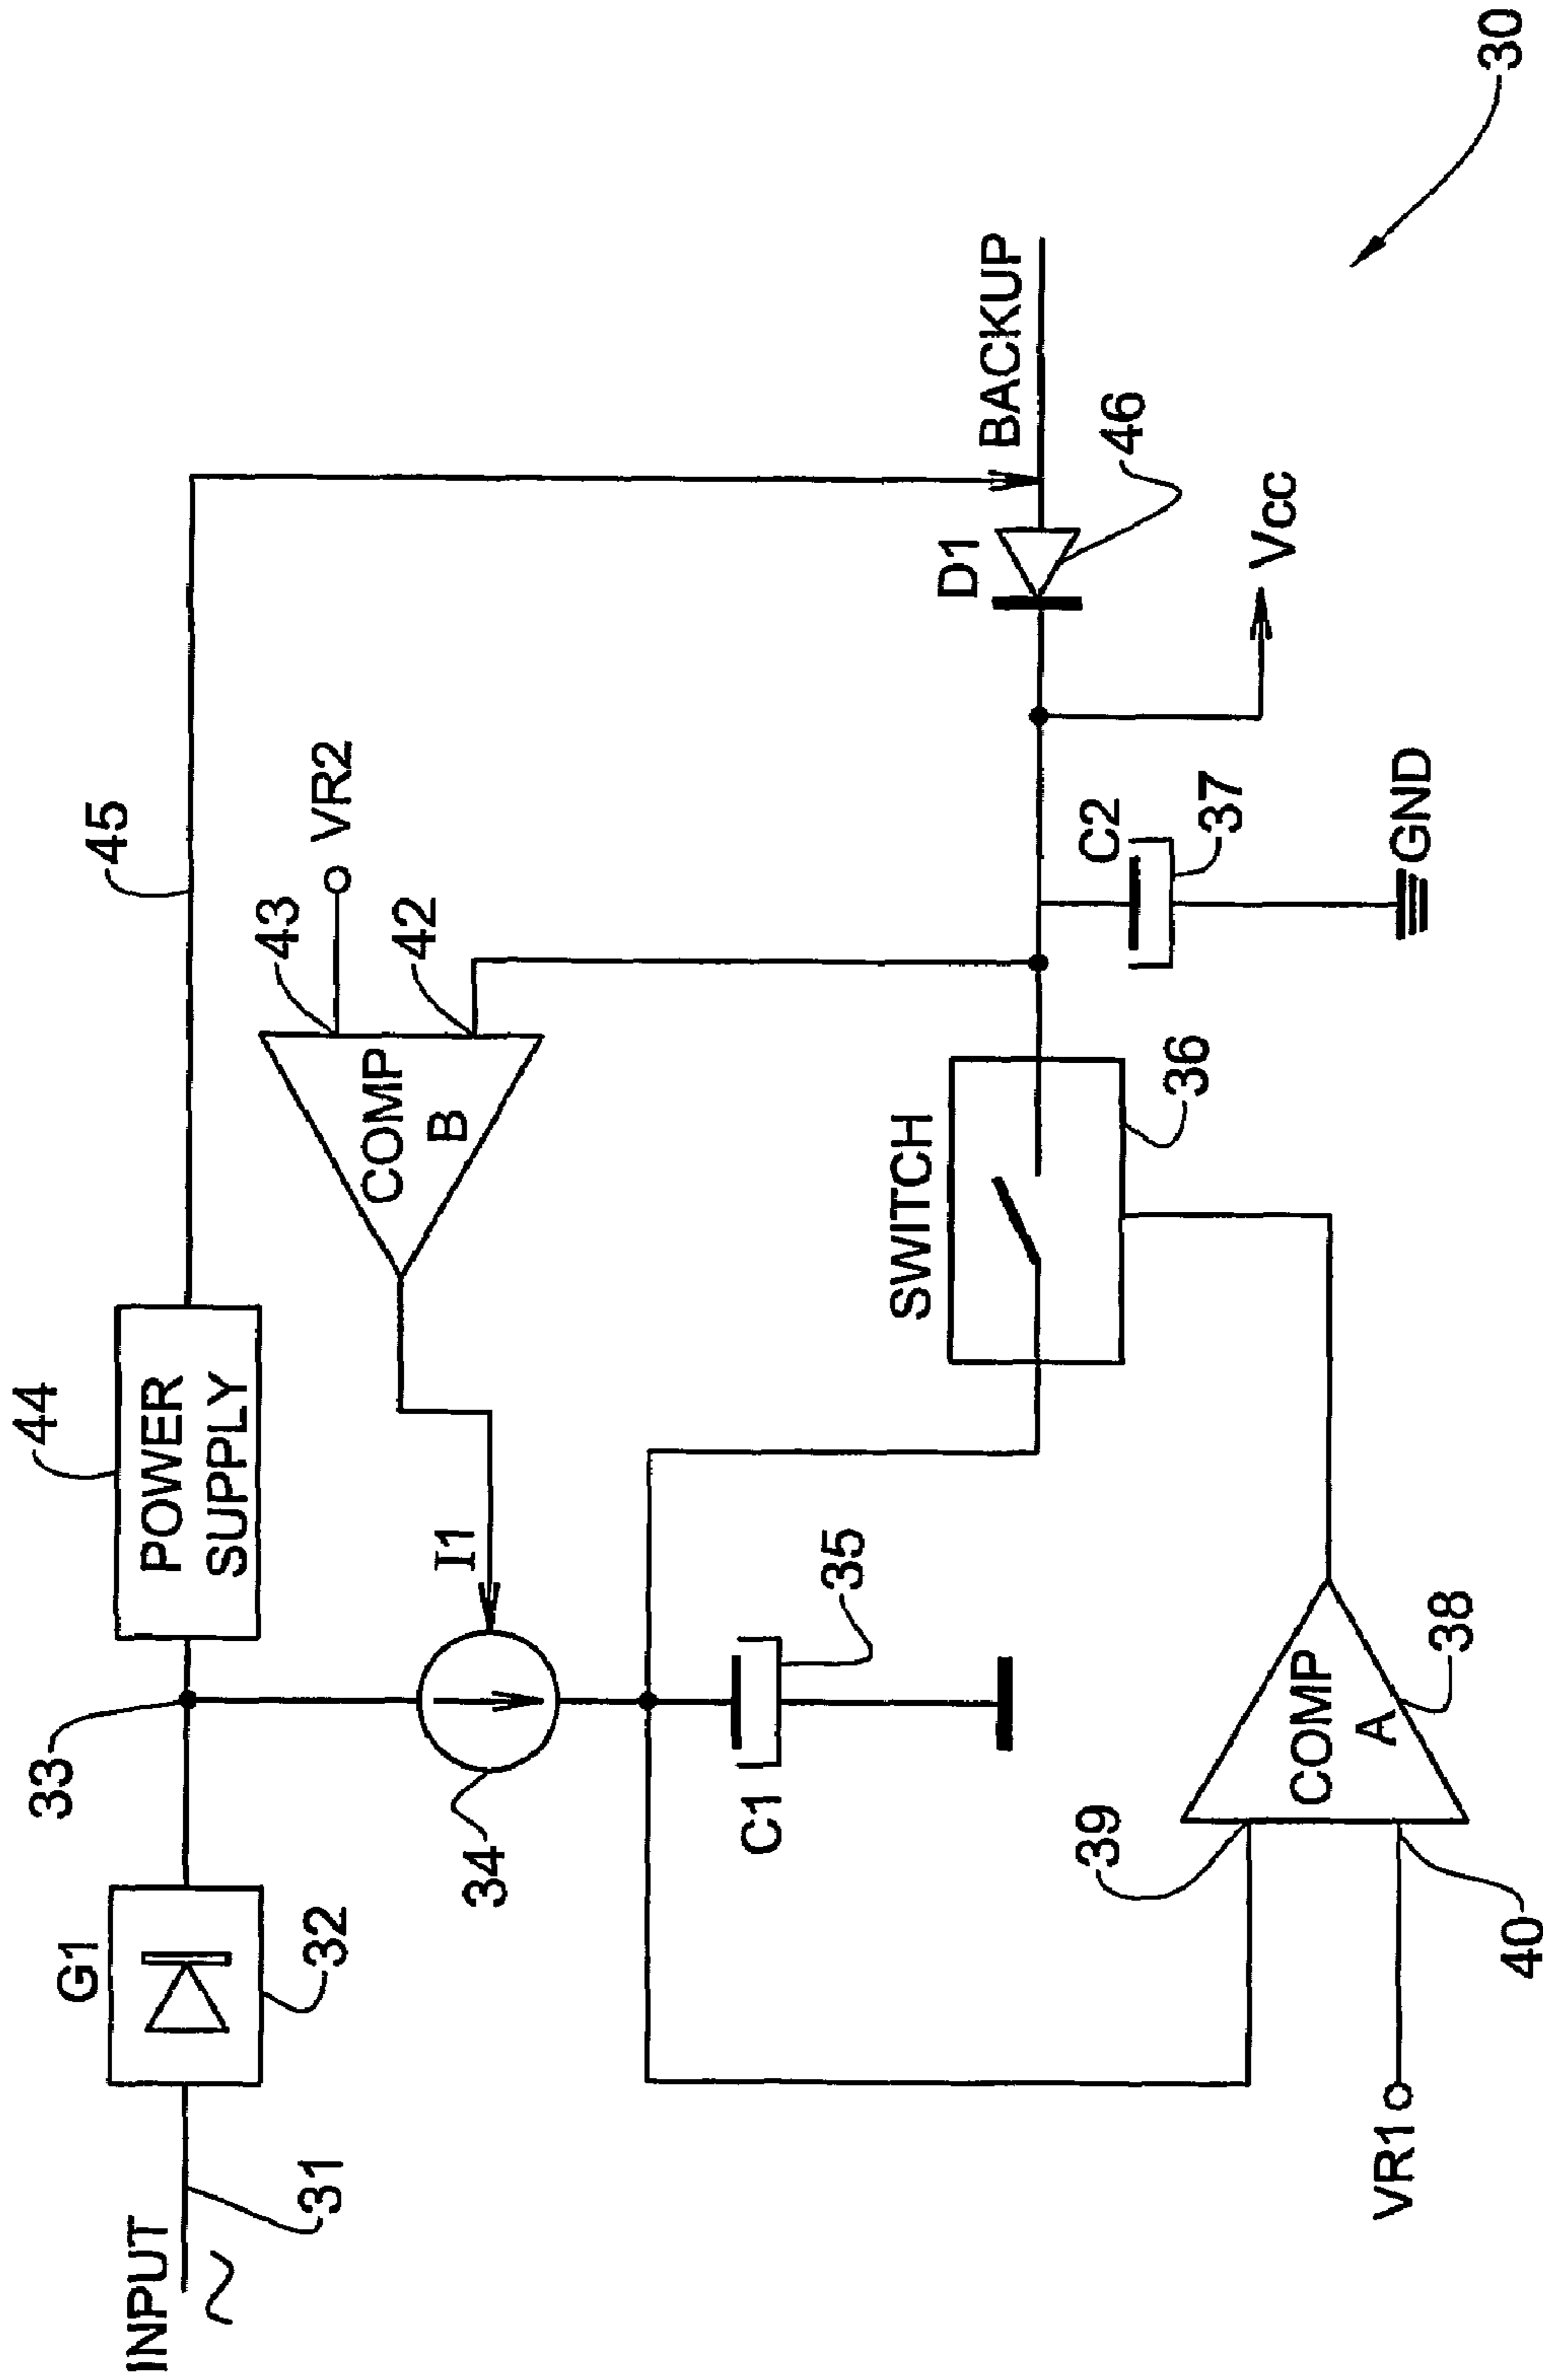 INPUT
31
G1
32
33
44
POWER
SUPPLY
45
34
I1
COMP
B
43
VR2
42
C1
35
SWITCH
36
C2
37
GND
D1
46
BACKUP
Vcc
39
COMP
A
38
40
VR1
30